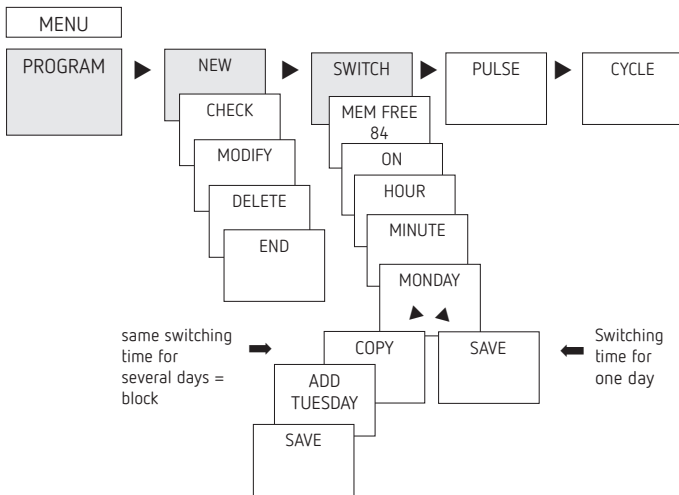 MENU
PROGRAM
NEW
SWITCH
PULSE
CYCLE
CHECK
MODIFY
DELETE
END
MEM FREE
84
ON
HOUR
MINUTE
MONDAY
same switching
time for
several days =
block
COPY
ADD
TUESDAY
SAVE
SAVE
Switching
time for
one day